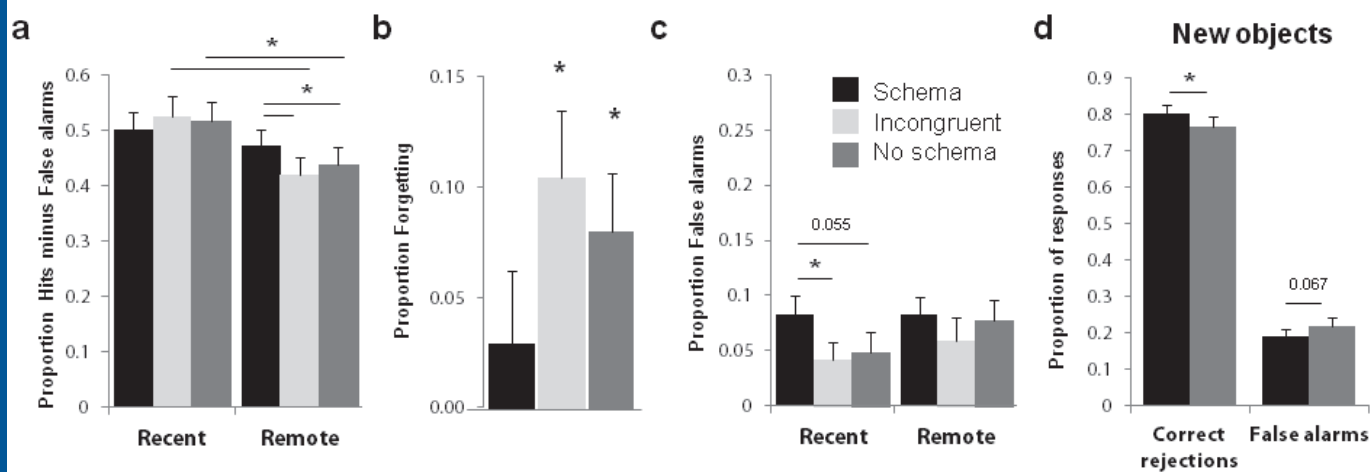 a
Proportion Hits minus False alarms
0.6
0.5
0.4
0.3
0.2
0.1
0
*
*
Recent
Remote
b
Proportion Forgetting
0.15
0.10
0.05
0.00
*
*
c
Proportion False alarms
0.3
0.25
0.2
0.15
0.1
0.05
0
Schema
Incongruent
No schema
0.055
*
Recent
Remote
d
New objects
Proportion of responses
0.9
0.8
0.7
0.6
0.5
0.4
0.3
0.2
0.1
0
*
0.067
Correct
rejections
False alarms